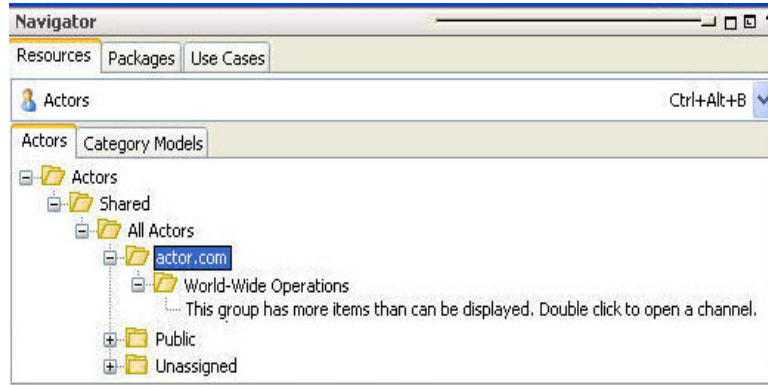 Navigator
Resources Packages Use Cases
Actors Ctrl+Alt+B
Actors Category Models
Actors
Shared
All Actors
actor.com
World-Wide Operations
This group has more items than can be displayed. Double click to open a channel.
Public
Unassigned